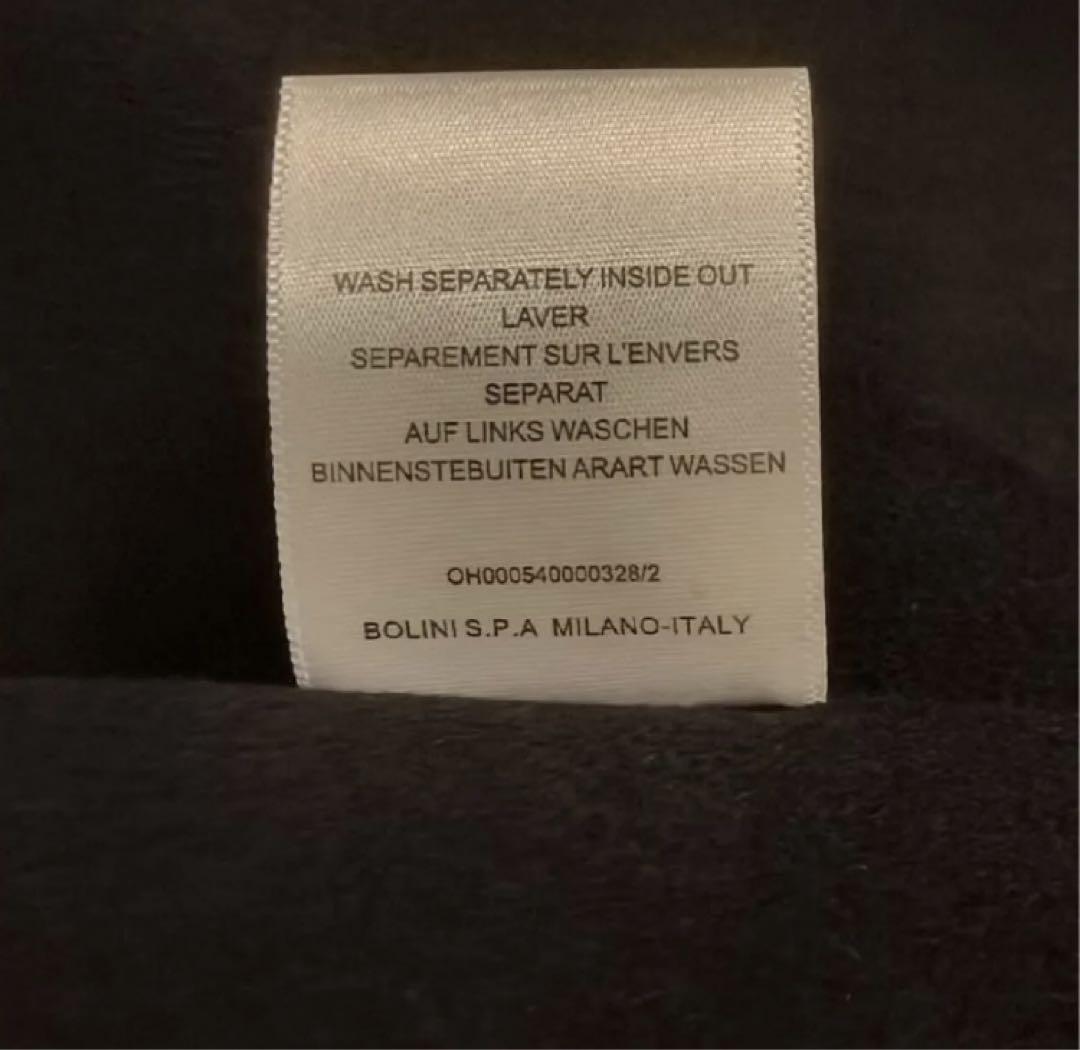 WASH SEPARATELY INSIDE OUT
LAVER
SEPAREMENT SUR L'ENVERS
SEPARAT
AUF LINKS WASCHEN
BINNENSTEBUITEN ARART WASSEN
OH000540000328/2
BOLINI S.P.A MILANO-ITALY